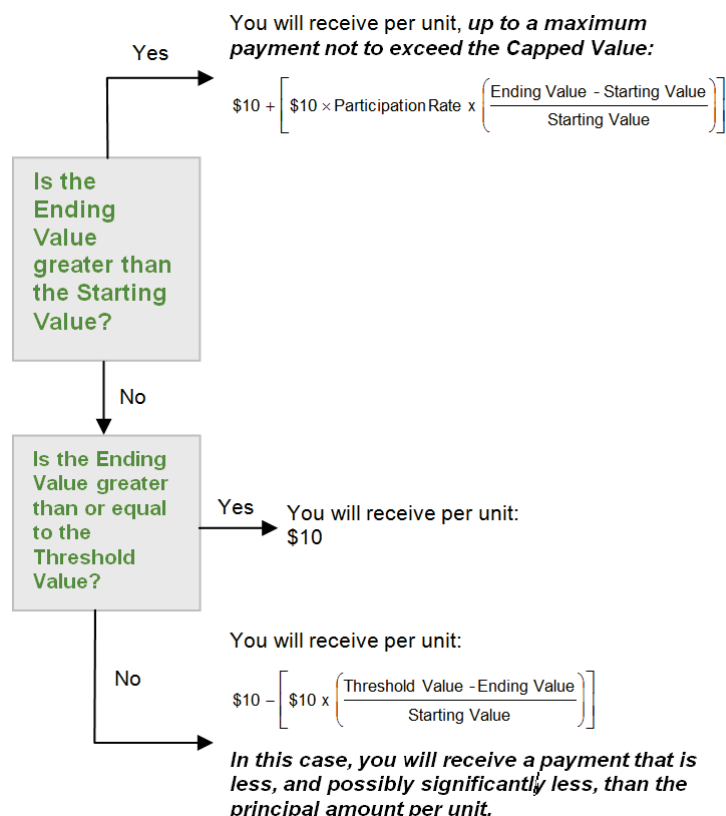 You will receive per unit, up to a maximum
payment not to exceed the Capped Value:
Yes
$10 + [ $10 × Participation Rate x ( Ending Value - Starting Value / Starting Value ) ]
Is the
Ending
Value
greater than
the Starting
Value?
No
Is the Ending
Value greater
than or equal
to the
Threshold
Value?
Yes
You will receive per unit:
$10
No
You will receive per unit:
$10 – [ $10 x ( Threshold Value - Ending Value / Starting Value ) ]
In this case, you will receive a payment that is
less, and possibly significantly less, than the
principal amount per unit.